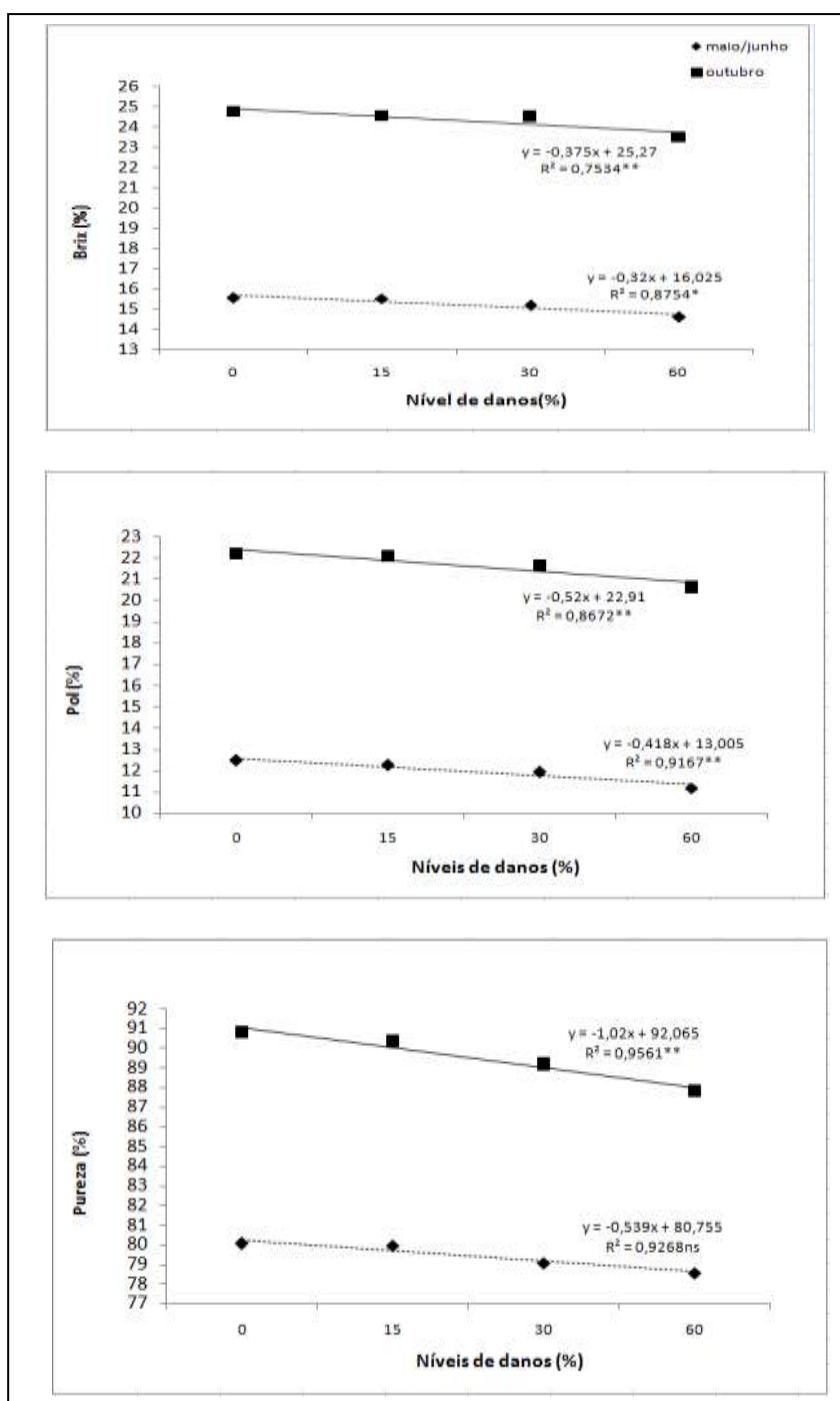 maio/junho
outubro
26
25
24
23
22
21
20
19
18
17
16
15
14
13
Brix (%)
y = -0,375x + 25,27
R² = 0,7534**
y = -0,32x + 16,025
R² = 0,8754*
0 15 30 60
Nível de danos(%)
23
22
21
20
19
18
17
16
15
14
13
12
11
10
Pol (%)
y = -0,52x + 22,91
R² = 0,8672**
y = -0,418x + 13,005
R² = 0,9167**
0 15 30 60
Níveis de danos (%)
92
91
90
89
88
87
86
85
84
83
82
81
80
79
78
77
Pureza (%)
y = -1,02x + 92,065
R² = 0,9561**
y = -0,539x + 80,755
R² = 0,9268ns
0 15 30 60
Níveis de danos (%)